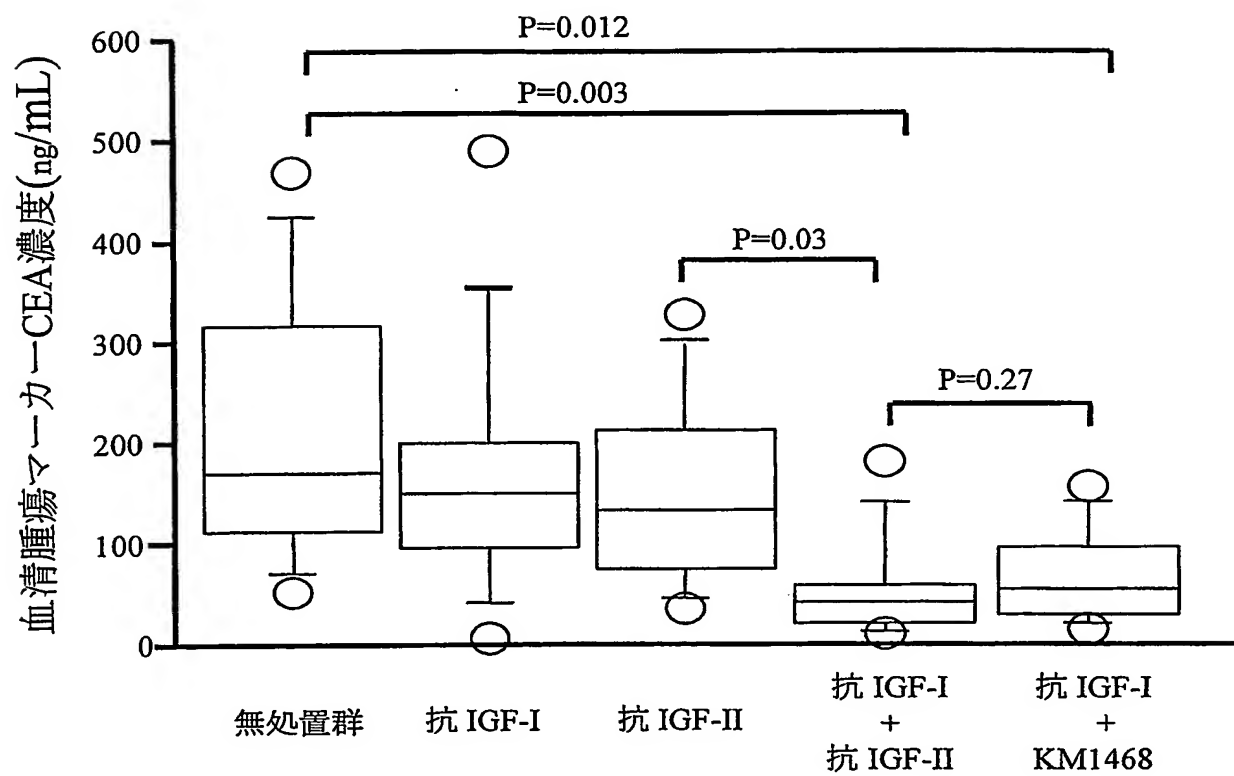 P=0.012
P=0.003
P=0.03
P=0.27
血清腫瘍マーカーCEA濃度(ng/mL)
600
500
400
300
200
100
0
無処置群
抗 IGF-I
抗 IGF-II
抗 IGF-I
+
抗 IGF-II
抗 IGF-I
+
KM1468